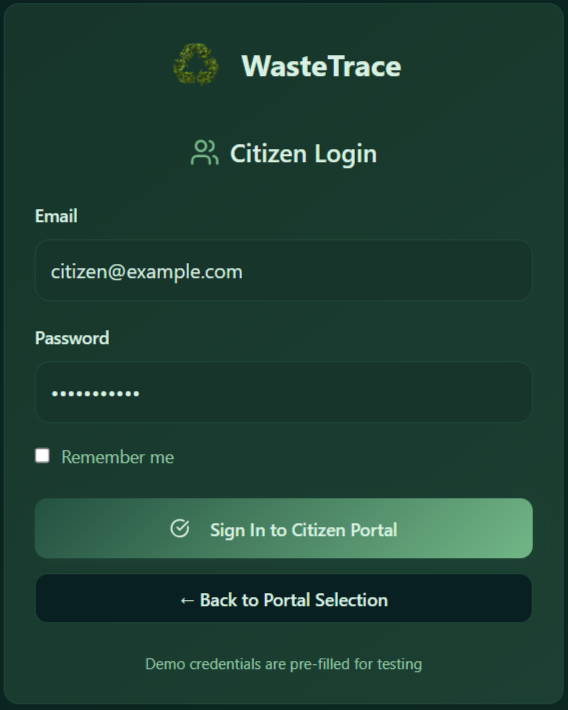 WasteTrace
Citizen Login
Email
citizen@example.com
Password
•••••••••••
Remember me
Sign In to Citizen Portal
← Back to Portal Selection
Demo credentials are pre-filled for testing